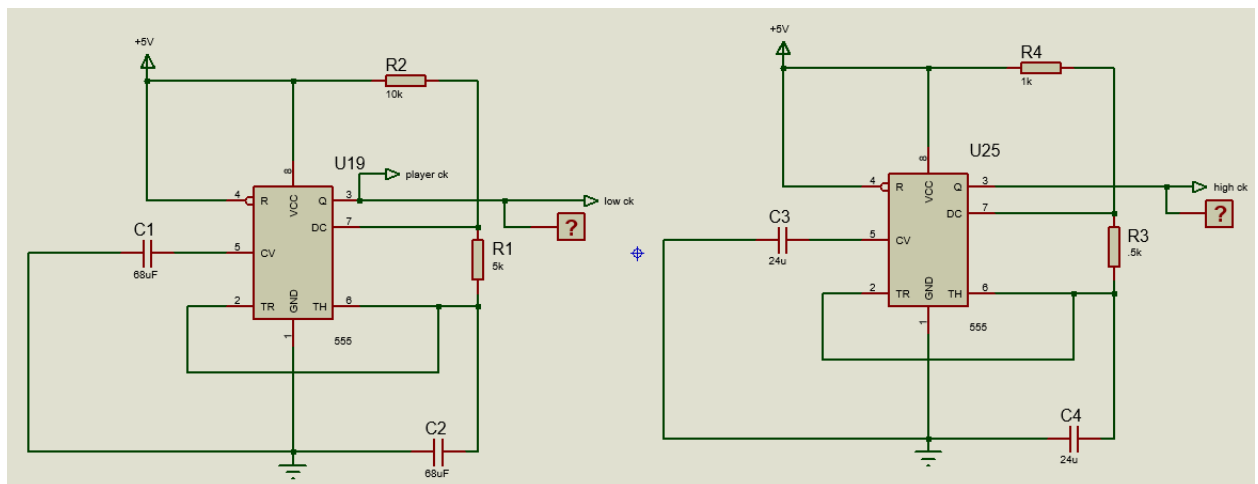 +5V
R2
10k
U19
8
VCC
4
R
Q
3
player ck
low ck
DC
7
?
C1
68uF
5
CV
R1
5k
2
TR
GND
TH
6
1
555
C2
68uF
+5V
R4
1k
U25
8
VCC
4
R
Q
3
high ck
DC
7
?
C3
24u
5
CV
R3
.5k
2
TR
GND
TH
6
1
555
C4
24u